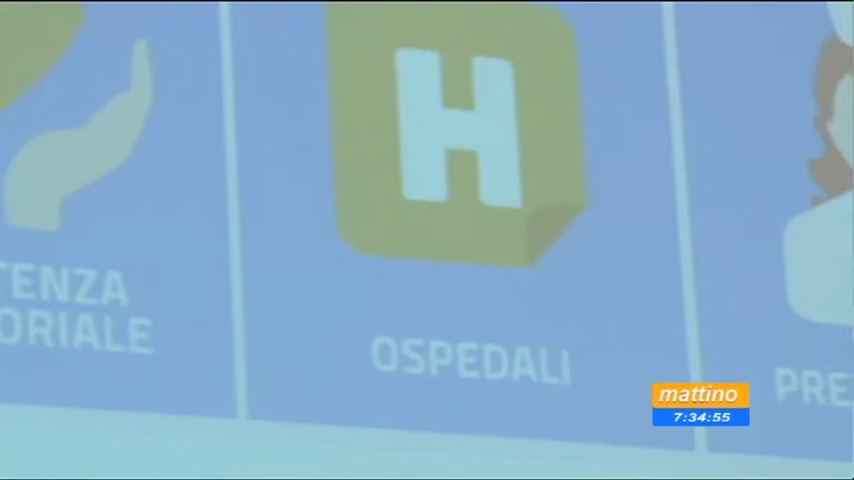 H
TENZA
ORIALE
OSPEDALI
PRE
mattino
7:34:55